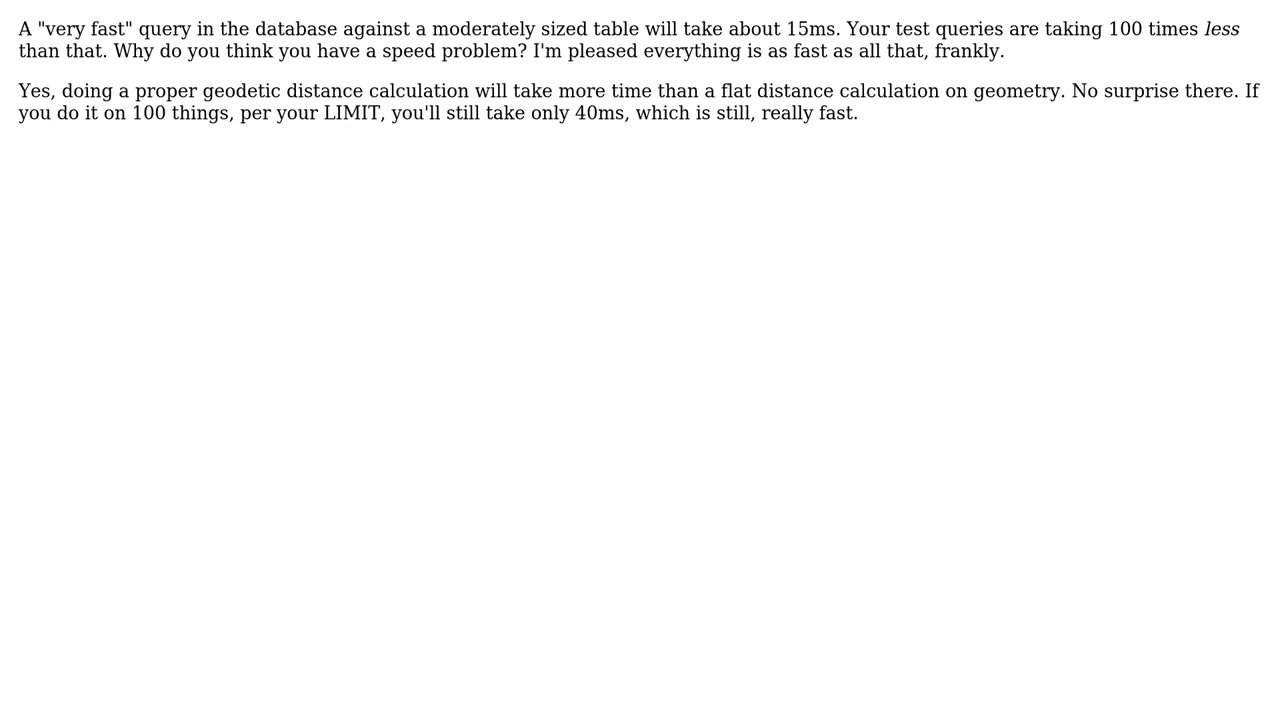 A "very fast" query in the database against a moderately sized table will take about 15ms. Your test queries are taking 100 times less
than that. Why do you think you have a speed problem? I'm pleased everything is as fast as all that, frankly.
Yes, doing a proper geodetic distance calculation will take more time than a flat distance calculation on geometry. No surprise there. If
you do it on 100 things, per your LIMIT, you'll still take only 40ms, which is still, really fast.